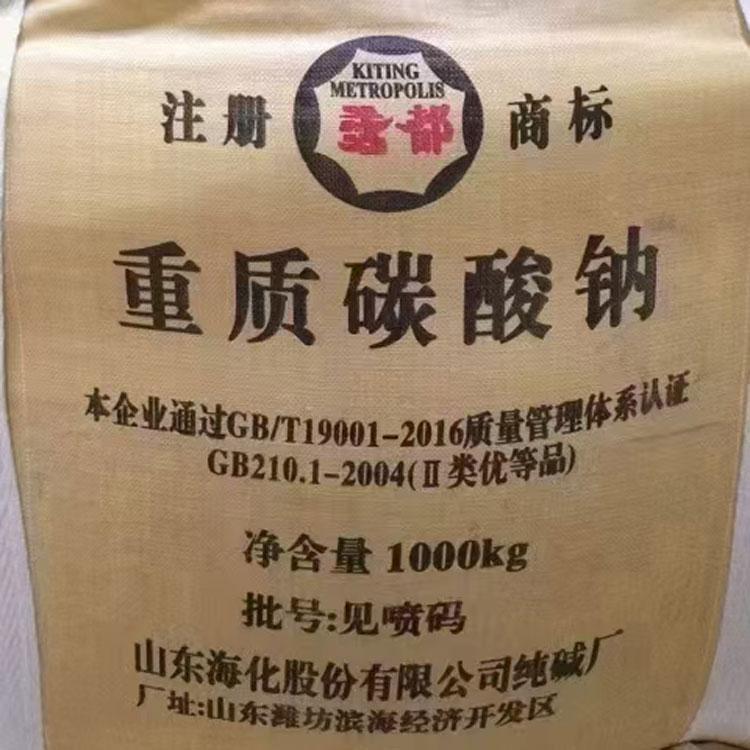 KITING
METROPOLIS
注册 鸢都 商标
重质碳酸钠
本企业通过GB/T19001-2016质量管理体系认证
GB210.1-2004(Ⅱ类优等品)
净含量 1000kg
批号:见喷码
山东海化股份有限公司纯碱厂
厂址:山东潍坊滨海经济开发区